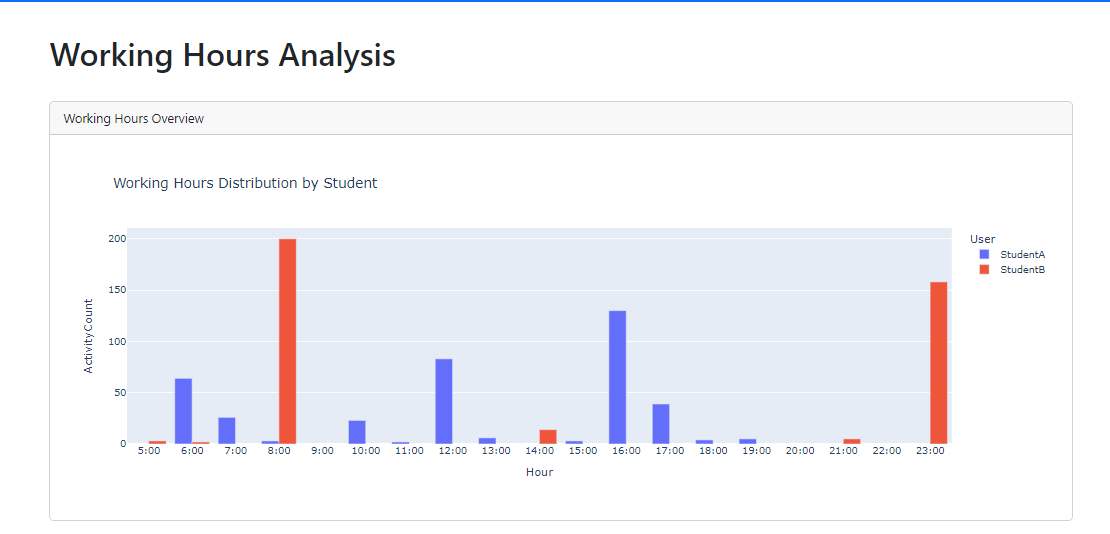 Working Hours Analysis
Working Hours Overview
Working Hours Distribution by Student
User
StudentA
StudentB
200
150
100
50
0
ActivityCount
5:00 6:00 7:00 8:00 9:00 10:00 11:00 12:00 13:00 14:00 15:00 16:00 17:00 18:00 19:00 20:00 21:00 22:00 23:00
Hour